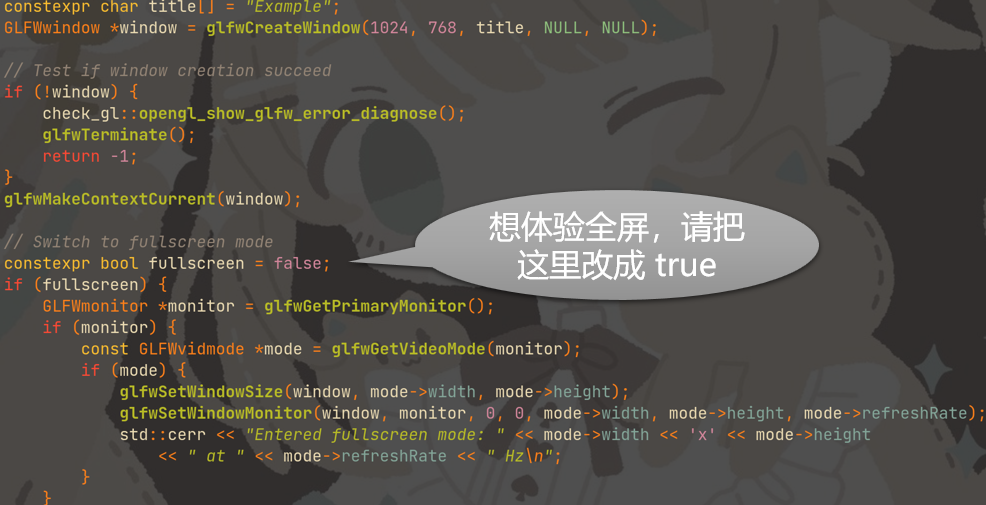 constexpr char title[] = "Example";
GLFWwindow *window = glfwCreateWindow(1024, 768, title, NULL, NULL);
// Test if window creation succeed
if (!window) {
check_gl::opengl_show_glfw_error_diagnose();
glfwTerminate();
return -1;
}
glfwMakeContextCurrent(window);
// Switch to fullscreen mode
constexpr bool fullscreen = false;
想体验全屏，请把
这里改成 true
if (fullscreen) {
GLFWmonitor *monitor = glfwGetPrimaryMonitor();
if (monitor) {
const GLFWvidmode *mode = glfwGetVideoMode(monitor);
if (mode) {
glfwSetWindowSize(window, mode->width, mode->height);
glfwSetWindowMonitor(window, monitor, 0, 0, mode->width, mode->height, mode->refreshRate);
std::cerr << "Entered fullscreen mode: " << mode->width << 'x' << mode->height
<< " at " << mode->refreshRate << " Hz\n";
}
}